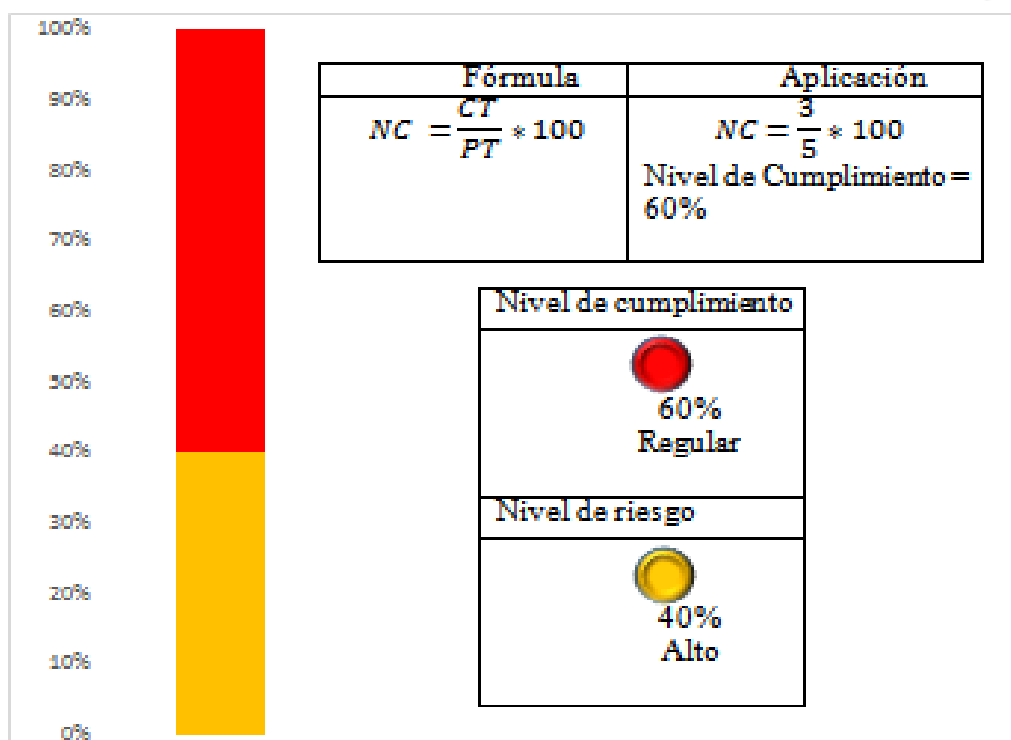 100%
90%
80%
70%
60%
50%
40%
30%
20%
10%
0%
Fórmula
Aplicación
NC = CT/PT * 100
NC = 3/5 * 100
Nivel de Cumplimiento =
60%
Nivel de cumplimiento
60%
Regular
Nivel de riesgo
40%
Alto